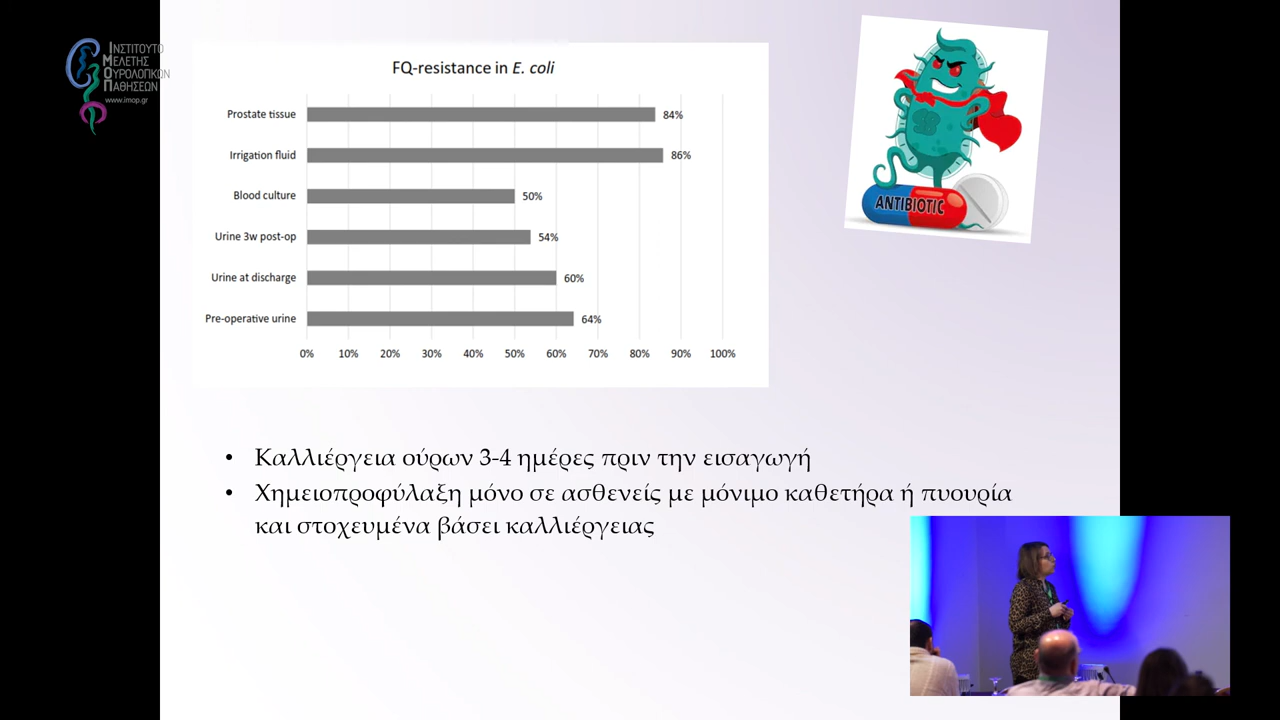 ΙΝΣΤΙΤΟΥΤΟ
ΜΕΛΕΤΗΣ
ΟΥΡΟΛΟΓΙΚΩΝ
ΠΑΘΗΣΕΩΝ
www.imop.gr
FQ-resistance in E. coli
Prostate tissue 84%
Irrigation fluid 86%
Blood culture 50%
Urine 3w post-op 54%
Urine at discharge 60%
Pre-operative urine 64%
0% 10% 20% 30% 40% 50% 60% 70% 80% 90% 100%
ANTIBIOTIC
• Καλλιέργεια ούρων 3-4 ημέρες πριν την εισαγωγή
• Χημειοπροφύλαξη μόνο σε ασθενείς με μόνιμο καθετήρα ή πυουρία
και στοχευμένα βάσει καλλιέργειας